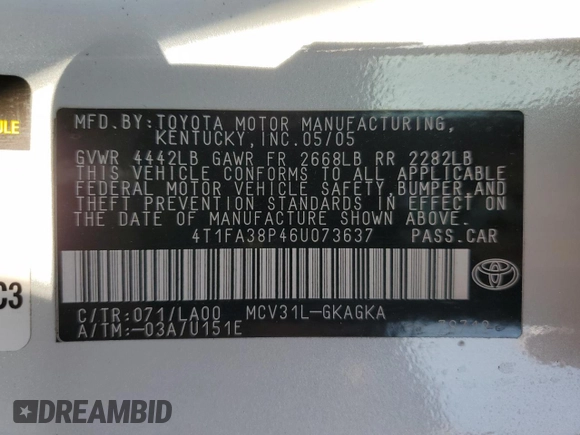 MFD.BY:TOYOTA MOTOR MANUFACTURING,
KENTUCKY,INC.05/05
GVWR 4442LB GAWR FR 2668LB RR 2282LB
THIS VEHICLE CONFORMS TO ALL APPLICABLE
FEDERAL MOTOR VEHICLE SAFETY,BUMPER,AND
THEFT PREVENTION STANDARDS IN EFFECT ON
THE DATE OF MANUFACTURE SHOWN ABOVE.
4T1FA38P46U073637 PASS.CAR
C/TR:071/LA00 MCV31L-GKAGKA
A/TM:-03A/U151E
TOYOTA
ULE
C3
DREAMBID